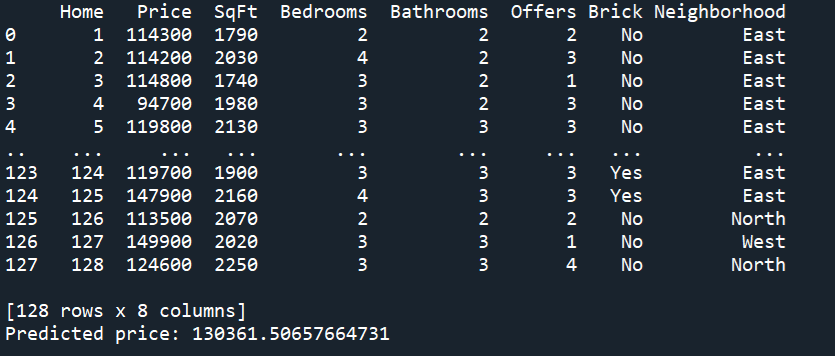 Home Price SqFt Bedrooms Bathrooms Offers Brick Neighborhood
0 1 114300 1790 2 2 2 No East
1 2 114200 2030 4 2 3 No East
2 3 114800 1740 3 2 1 No East
3 4 94700 1980 3 2 3 No East
4 5 119800 2130 3 3 3 No East
.. ... ... ... ... ... ... ... ...
123 124 119700 1900 3 3 3 Yes East
124 125 147900 2160 4 3 3 Yes East
125 126 113500 2070 2 2 2 No North
126 127 149900 2020 3 3 1 No West
127 128 124600 2250 3 3 4 No North
[128 rows x 8 columns]
Predicted price: 130361.50657664731